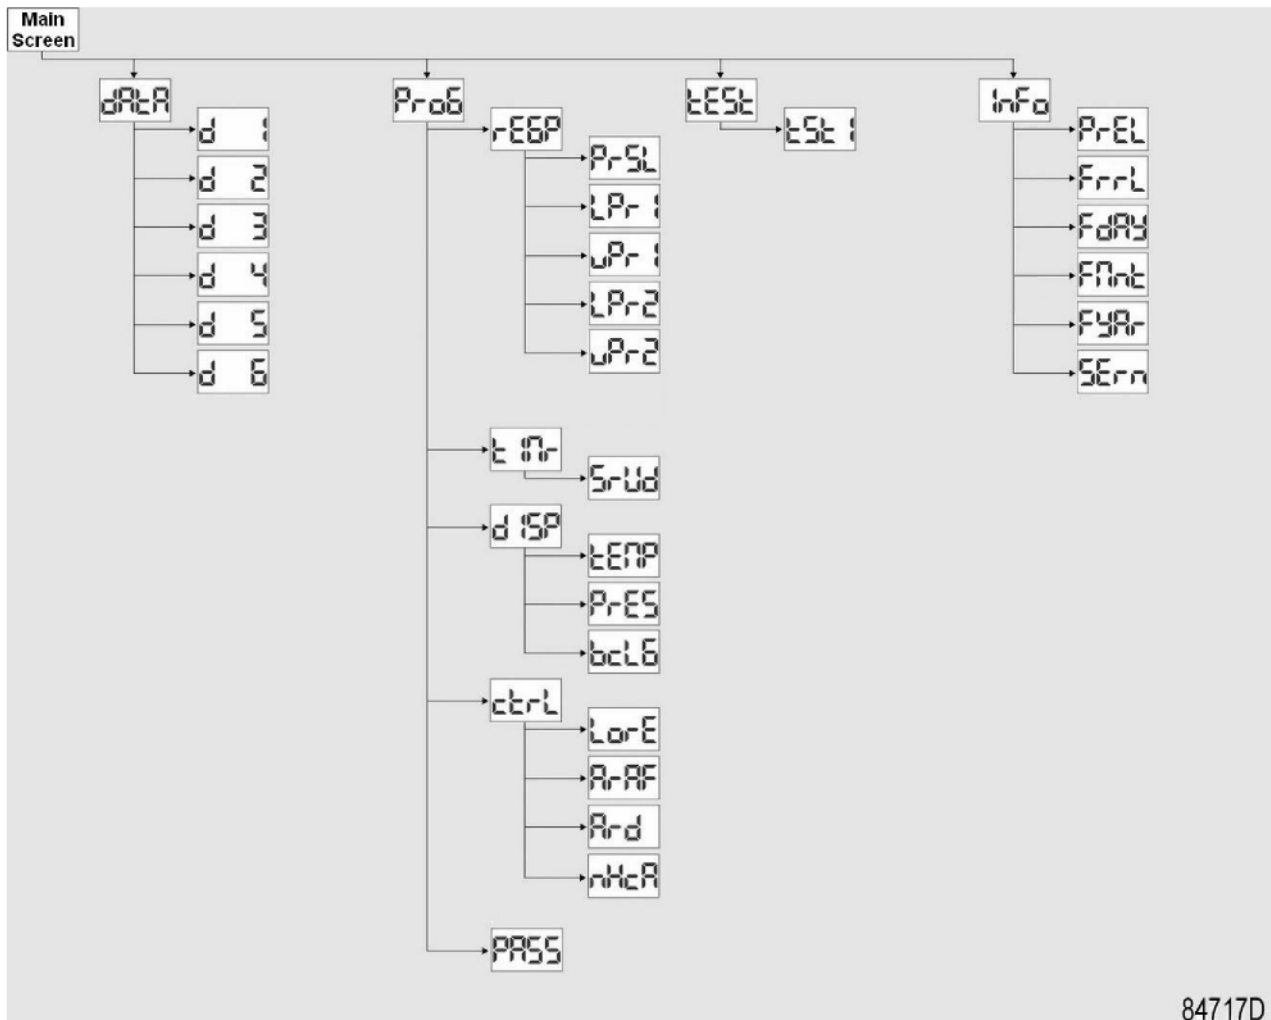 Main
Screen
dAtA
d 1
d 2
d 3
d 4
d 5
d 6
ProG
rEGP
PrSL
LPr1
uPr1
LPr2
uPr2
tIMr
SrUd
dISP
tEMP
PrES
bcLG
ctrL
LorE
ArAF
Ard
nHcA
PASS
tESt
tSt1
InFo
PrEL
FrrL
FdAY
FMnt
FYAr
SErn
84717D